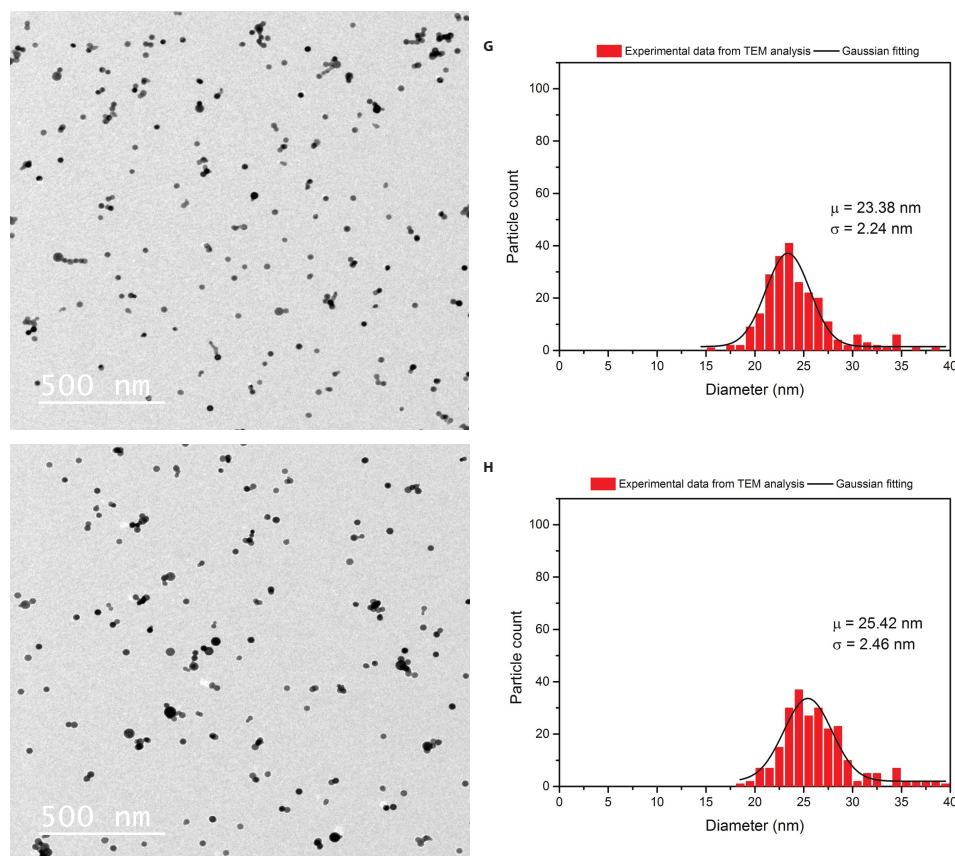 500 nm
G
Experimental data from TEM analysis Gaussian fitting
Particle count
100
80
60
40
20
0
μ = 23.38 nm
σ = 2.24 nm
0 5 10 15 20 25 30 35 40
Diameter (nm)
500 nm
H
Experimental data from TEM analysis Gaussian fitting
Particle count
100
80
60
40
20
0
μ = 25.42 nm
σ = 2.46 nm
0 5 10 15 20 25 30 35 40
Diameter (nm)